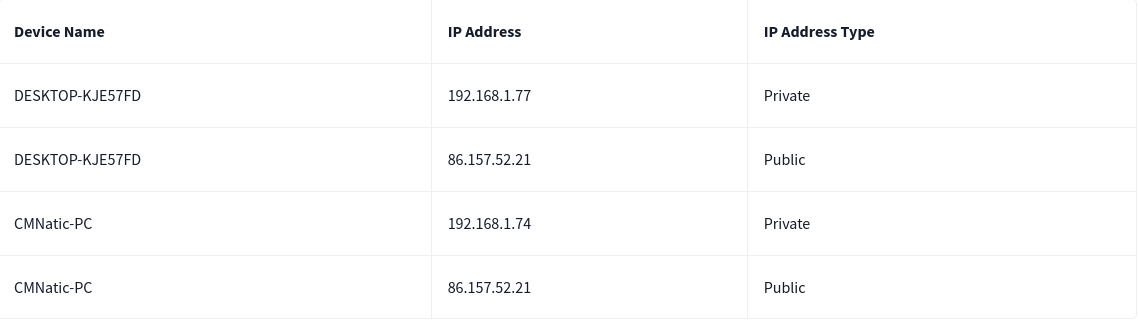 Device Name IP Address IP Address Type
DESKTOP-KJE57FD 192.168.1.77 Private
DESKTOP-KJE57FD 86.157.52.21 Public
CMNatic-PC 192.168.1.74 Private
CMNatic-PC 86.157.52.21 Public